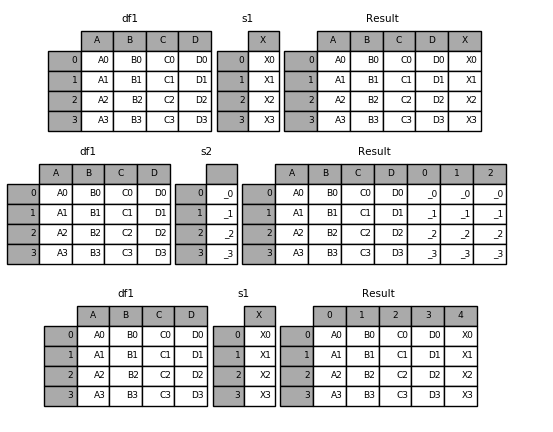 df1 s1 Result
A B C D X A B C D X
0 A0 B0 C0 D0 0 X0 0 A0 B0 C0 D0 X0
1 A1 B1 C1 D1 1 X1 1 A1 B1 C1 D1 X1
2 A2 B2 C2 D2 2 X2 2 A2 B2 C2 D2 X2
3 A3 B3 C3 D3 3 X3 3 A3 B3 C3 D3 X3
df1 s2 Result
A B C D A B C D 0 1 2
0 A0 B0 C0 D0 0 _0 0 A0 B0 C0 D0 _0 _0 _0
1 A1 B1 C1 D1 1 _1 1 A1 B1 C1 D1 _1 _1 _1
2 A2 B2 C2 D2 2 _2 2 A2 B2 C2 D2 _2 _2 _2
3 A3 B3 C3 D3 3 _3 3 A3 B3 C3 D3 _3 _3 _3
df1 s1 Result
A B C D X 0 1 2 3 4
0 A0 B0 C0 D0 0 X0 0 A0 B0 C0 D0 X0
1 A1 B1 C1 D1 1 X1 1 A1 B1 C1 D1 X1
2 A2 B2 C2 D2 2 X2 2 A2 B2 C2 D2 X2
3 A3 B3 C3 D3 3 X3 3 A3 B3 C3 D3 X3